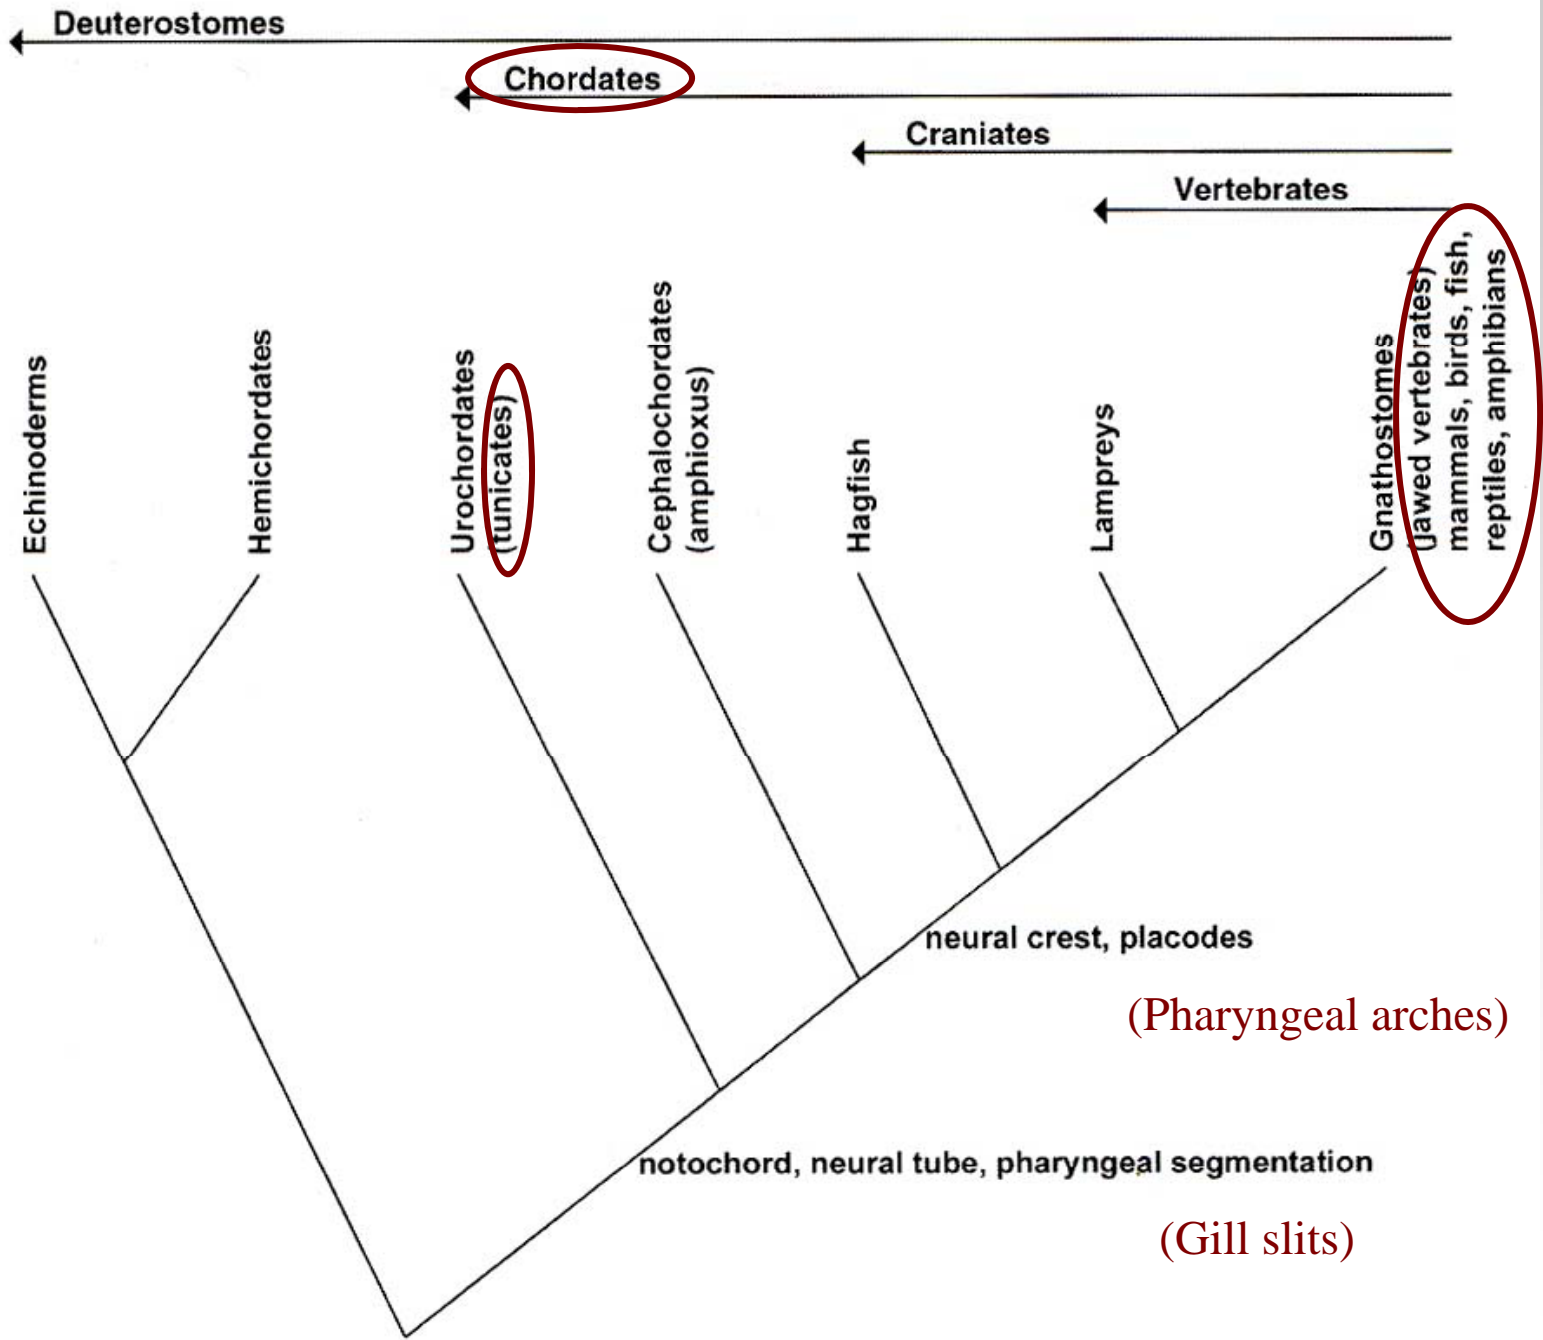 Deuterostomes
Chordates
Craniates
Vertebrates
Echinoderms
Hemichordates
Urochordates
(tunicates)
Cephalochordates
(amphioxus)
Hagfish
Lampreys
Gnathostomes
(jawed vertebrates)
mammals, birds, fish,
reptiles, amphibians
neural crest, placodes
(Pharyngeal arches)
notochord, neural tube, pharyngeal segmentation
(Gill slits)